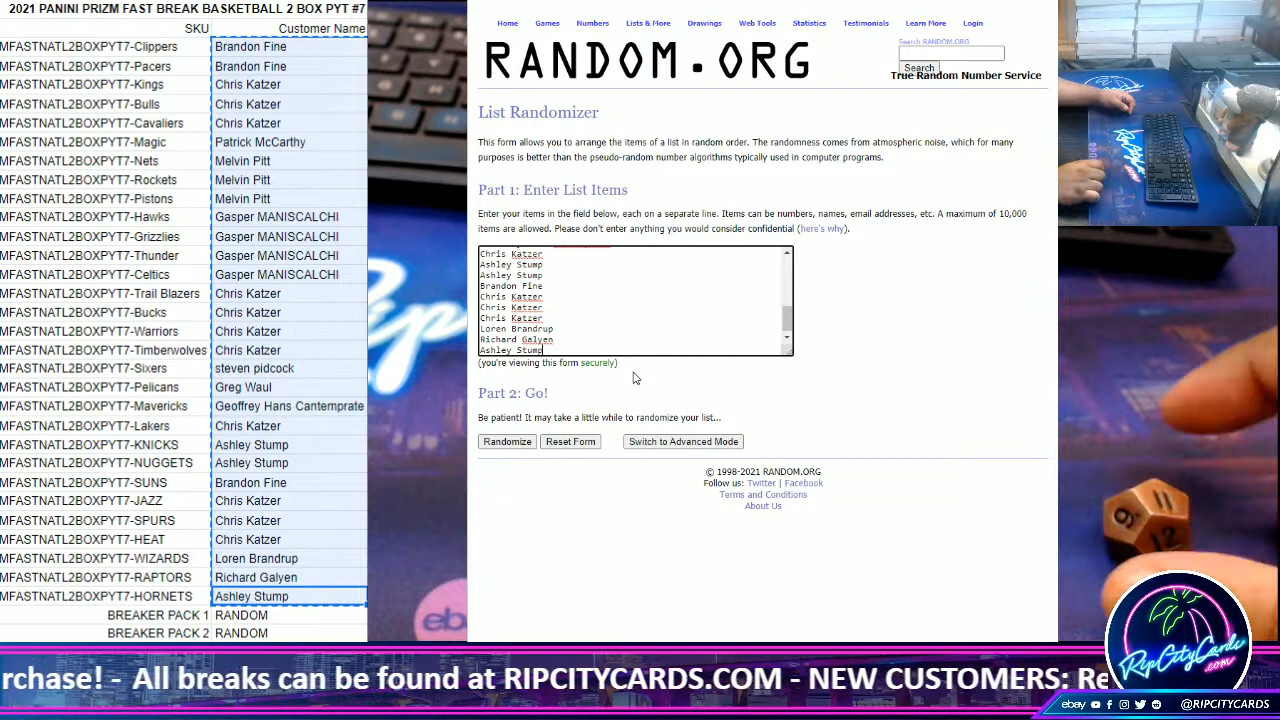 2021 PANINI PRIZM FAST BREAK BASKETBALL 2 BOX PYT #7
SKU Customer Name
MFASTNATL2BOXPYT7-Clippers Brandon Fine
MFASTNATL2BOXPYT7-Pacers Brandon Fine
MFASTNATL2BOXPYT7-Kings Chris Katzer
MFASTNATL2BOXPYT7-Bulls Chris Katzer
MFASTNATL2BOXPYT7-Cavaliers Chris Katzer
MFASTNATL2BOXPYT7-Magic Patrick McCarthy
MFASTNATL2BOXPYT7-Nets Melvin Pitt
MFASTNATL2BOXPYT7-Rockets Melvin Pitt
MFASTNATL2BOXPYT7-Pistons Melvin Pitt
MFASTNATL2BOXPYT7-Hawks Gasper MANISCALCHI
MFASTNATL2BOXPYT7-Grizzlies Gasper MANISCALCHI
MFASTNATL2BOXPYT7-Thunder Gasper MANISCALCHI
MFASTNATL2BOXPYT7-Celtics Gasper MANISCALCHI
MFASTNATL2BOXPYT7-Trail Blazers Chris Katzer
MFASTNATL2BOXPYT7-Bucks Chris Katzer
MFASTNATL2BOXPYT7-Warriors Chris Katzer
MFASTNATL2BOXPYT7-Timberwolves Chris Katzer
MFASTNATL2BOXPYT7-Sixers steven pidcock
MFASTNATL2BOXPYT7-Pelicans Greg Waul
MFASTNATL2BOXPYT7-Mavericks Geoffrey Hans Cantemprate
MFASTNATL2BOXPYT7-Lakers Chris Katzer
MFASTNATL2BOXPYT7-KNICKS Ashley Stump
MFASTNATL2BOXPYT7-NUGGETS Ashley Stump
MFASTNATL2BOXPYT7-SUNS Brandon Fine
MFASTNATL2BOXPYT7-JAZZ Chris Katzer
MFASTNATL2BOXPYT7-SPURS Chris Katzer
MFASTNATL2BOXPYT7-HEAT Chris Katzer
MFASTNATL2BOXPYT7-WIZARDS Loren Brandrup
MFASTNATL2BOXPYT7-RAPTORS Richard Galyen
MFASTNATL2BOXPYT7-HORNETS Ashley Stump
BREAKER PACK 1 RANDOM
BREAKER PACK 2 RANDOM
Home Games Numbers Lists & More Drawings Web Tools Statistics Testimonials Learn More Login
RANDOM.ORG
Search RANDOM.ORG
Search
True Random Number Service
List Randomizer
This form allows you to arrange the items of a list in random order. The randomness comes from atmospheric noise, which for many
purposes is better than the pseudo-random number algorithms typically used in computer programs.
Part 1: Enter List Items
Enter your items in the field below, each on a separate line. Items can be numbers, names, email addresses, etc. A maximum of 10,000
items are allowed. Please don't enter anything you would consider confidential (here's why).
Chris Katzer
Ashley Stump
Ashley Stump
Brandon Fine
Chris Katzer
Chris Katzer
Chris Katzer
Loren Brandrup
Richard Galyen
Ashley Stump
(you're viewing this form securely)
Part 2: Go!
Be patient! It may take a little while to randomize your list...
Randomize Reset Form Switch to Advanced Mode
© 1998-2021 RANDOM.ORG
Follow us: Twitter | Facebook
Terms and Conditions
About Us
Rip
ebay
9
11
rchase! - All breaks can be found at RIPCITYCARDS.COM - NEW CUSTOMERS: Re
RIPCITYCARDS
.COM
ebay @RIPCITYCARDS